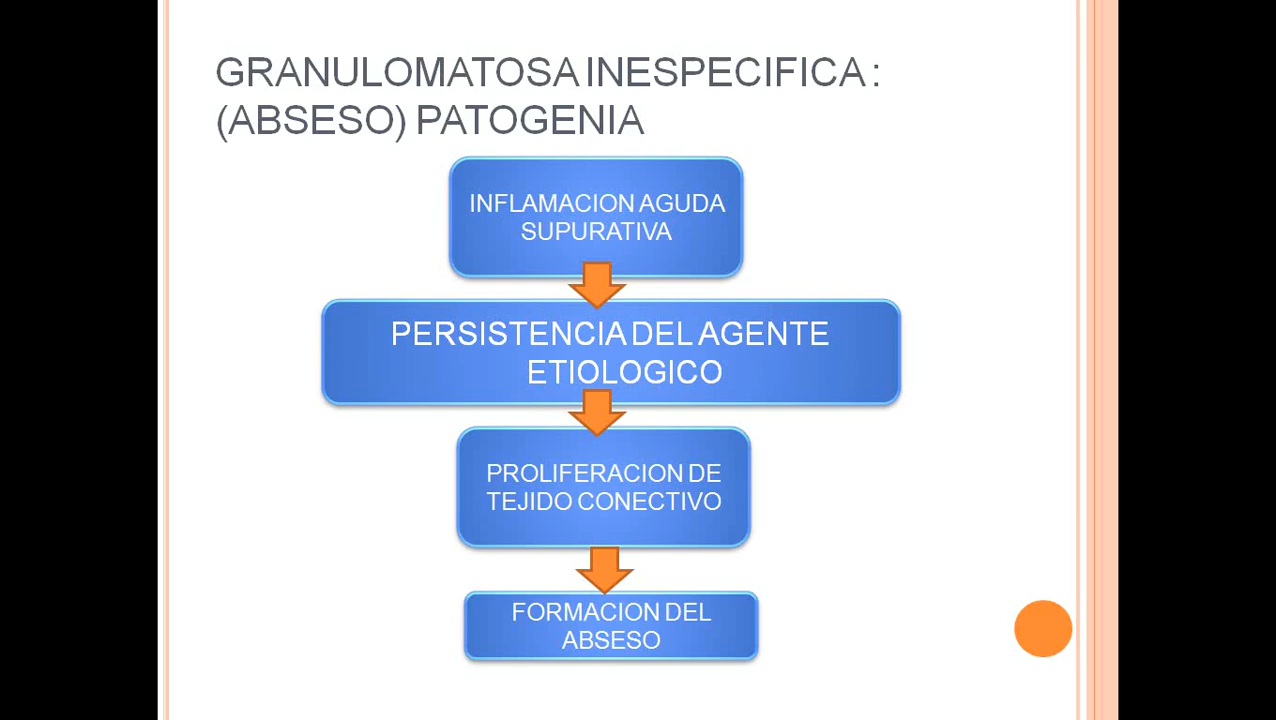 GRANULOMATOSA INESPECIFICA :
(ABSESO) PATOGENIA
INFLAMACION AGUDA
SUPURATIVA
PERSISTENCIA DEL AGENTE
ETIOLOGICO
PROLIFERACION DE
TEJIDO CONECTIVO
FORMACION DEL
ABSESO